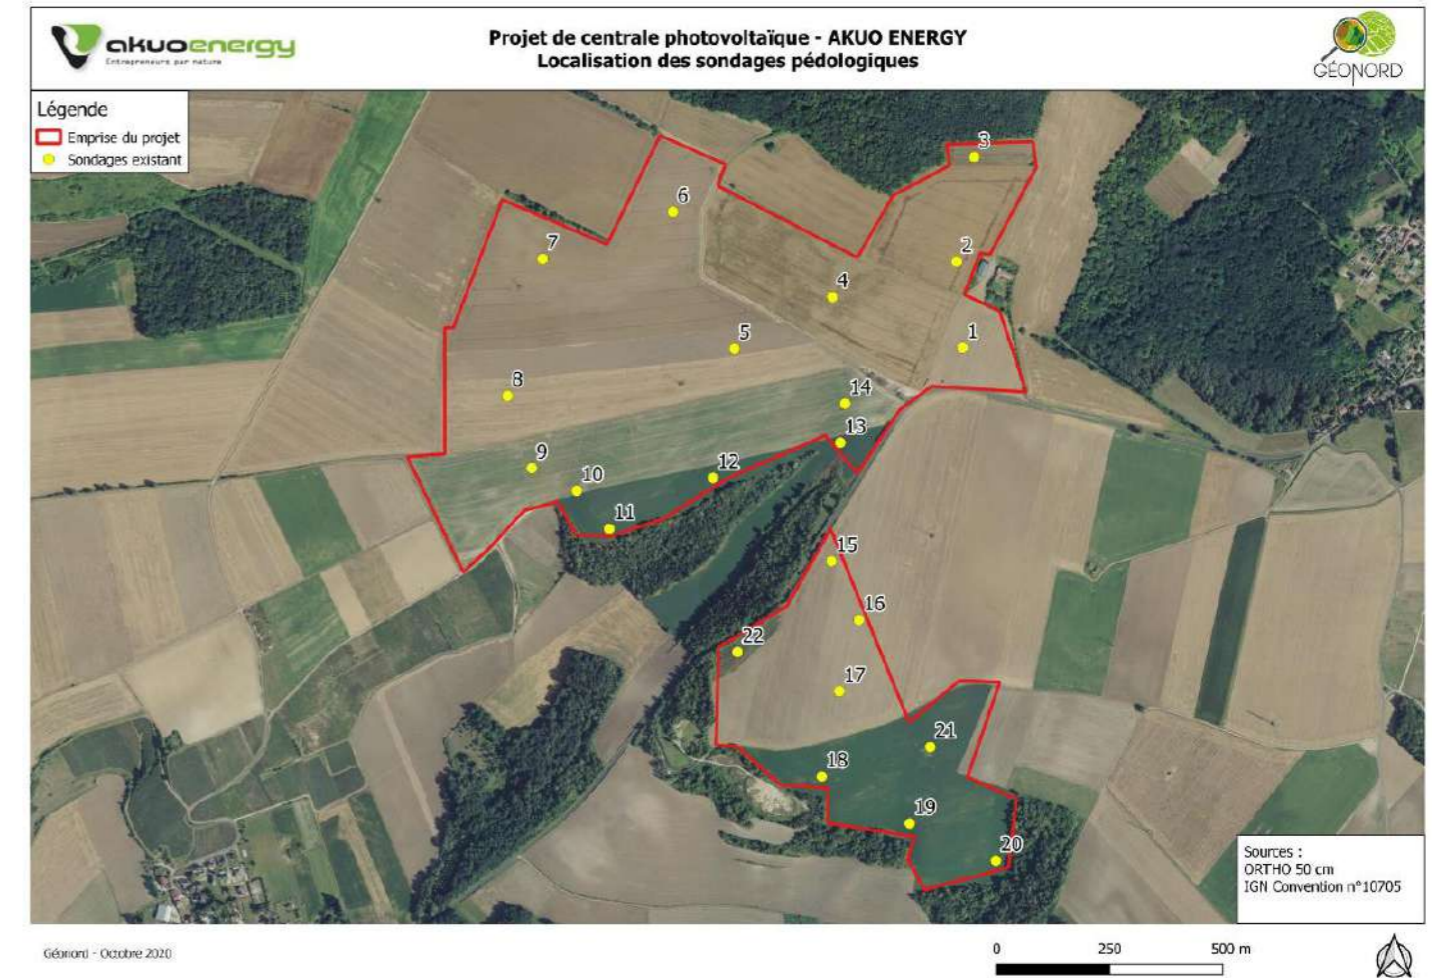 akuoenergy
Entrepreneurs par nature
Projet de centrale photovoltaïque - AKUO ENERGY
Localisation des sondages pédologiques
GÉONORD
Légende
Emprise du projet
Sondages existant
3
6
7
2
4
5
1
8
14
13
9
10
12
11
15
16
22
17
21
18
19
20
Sources :
ORTHO 50 cm
IGN Convention n°10705
Géonord - Octobre 2020
0 250 500 m